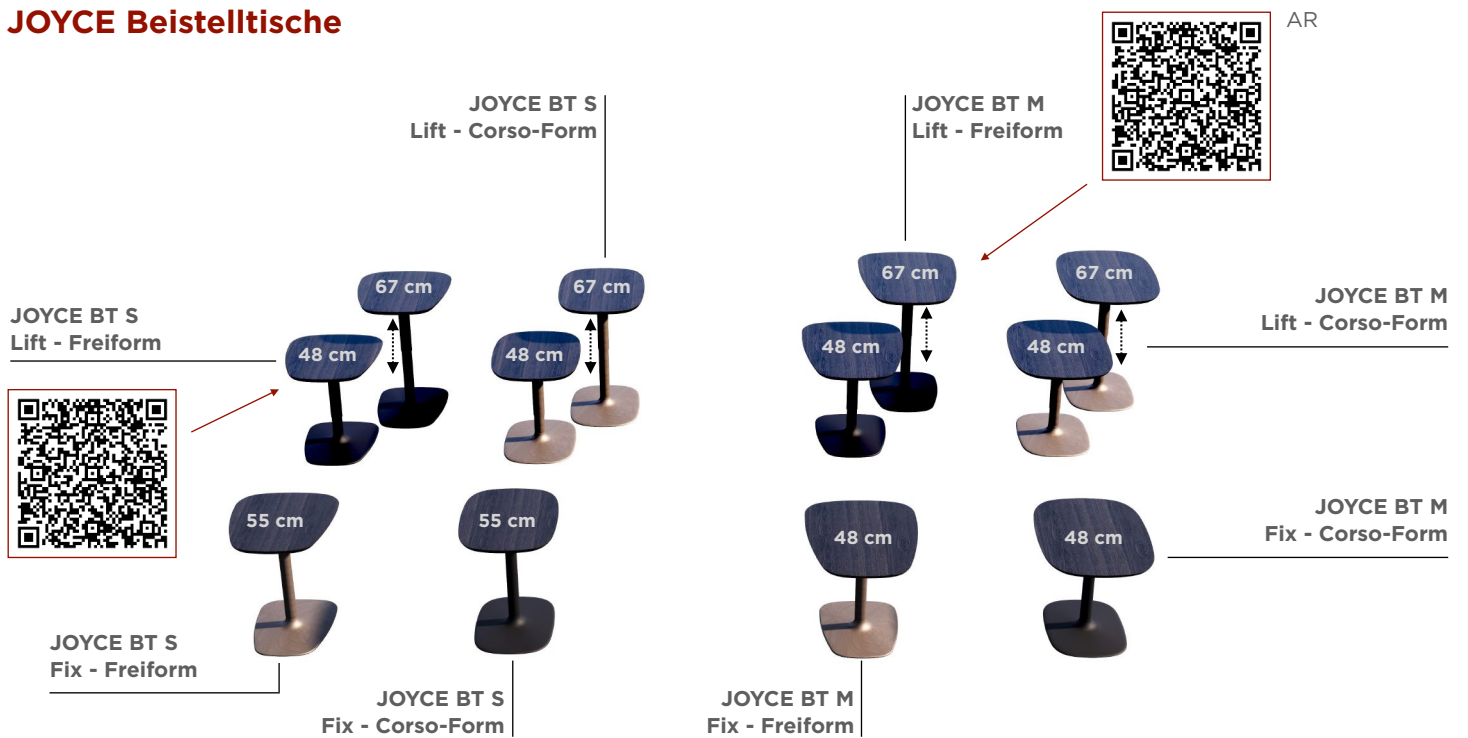 JOYCE Beistelltische
AR
JOYCE BT S
Lift - Corso-Form
JOYCE BT M
Lift - Freiform
67 cm
67 cm
67 cm
67 cm
JOYCE BT S
Lift - Freiform
JOYCE BT M
Lift - Corso-Form
48 cm
48 cm
48 cm
48 cm
55 cm
55 cm
48 cm
48 cm
JOYCE BT M
Fix - Corso-Form
JOYCE BT S
Fix - Freiform
JOYCE BT S
Fix - Corso-Form
JOYCE BT M
Fix - Freiform